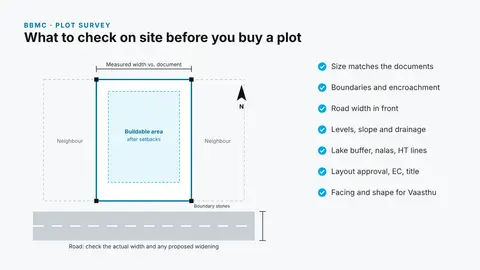 BBMC · PLOT SURVEY
What to check on site before you buy a plot
Measured width vs. document
N
Neighbour
Buildable area
after setbacks
Neighbour
Boundary stones
Road: check the actual width and any proposed widening
Size matches the documents
Boundaries and encroachment
Road width in front
Levels, slope and drainage
Lake buffer, nalas, HT lines
Layout approval, EC, title
Facing and shape for Vaasthu